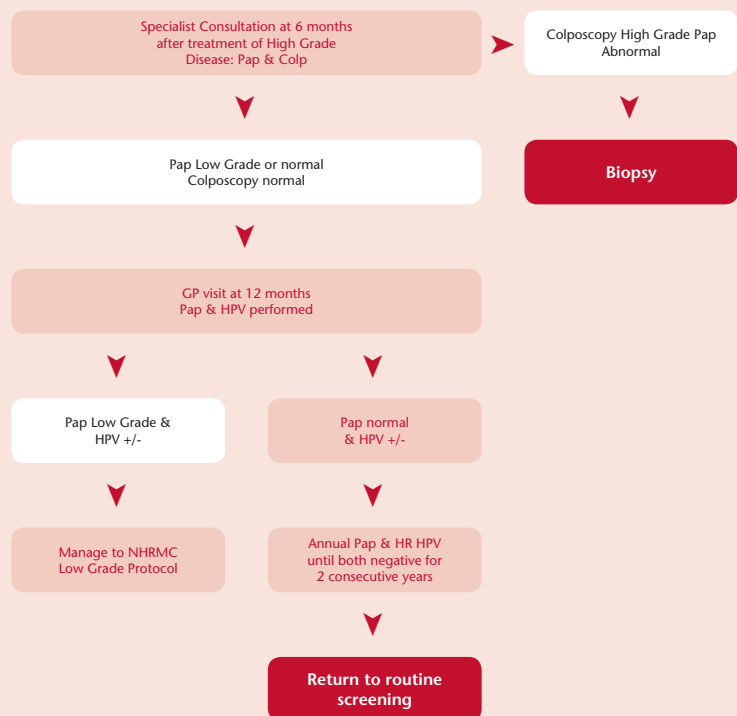 Specialist Consultation at 6 months
after treatment of High Grade
Disease: Pap & Colp
Colposcopy High Grade Pap
Abnormal
Pap Low Grade or normal
Colposcopy normal
Biopsy
GP visit at 12 months
Pap & HPV performed
Pap Low Grade &
HPV +/-
Pap normal
& HPV +/-
Manage to NHRMC
Low Grade Protocol
Annual Pap & HR HPV
until both negative for
2 consecutive years
Return to routine
screening